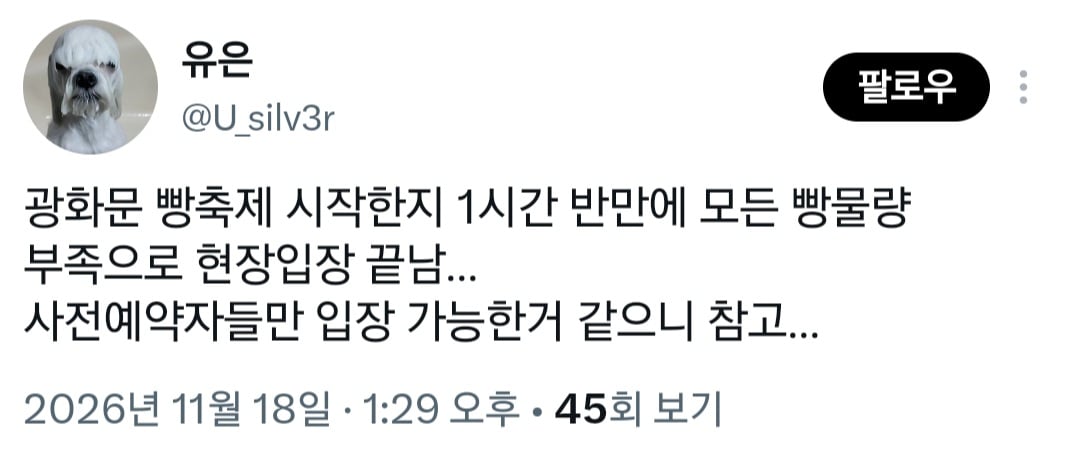 유은
@U_silv3r
팔로우
광화문 빵축제 시작한지 1시간 반만에 모든 빵물량
부족으로 현장입장 끝남...
사전예약자들만 입장 가능한거 같으니 참고...
2026년 11월 18일 · 1:29 오후 • 45회 보기